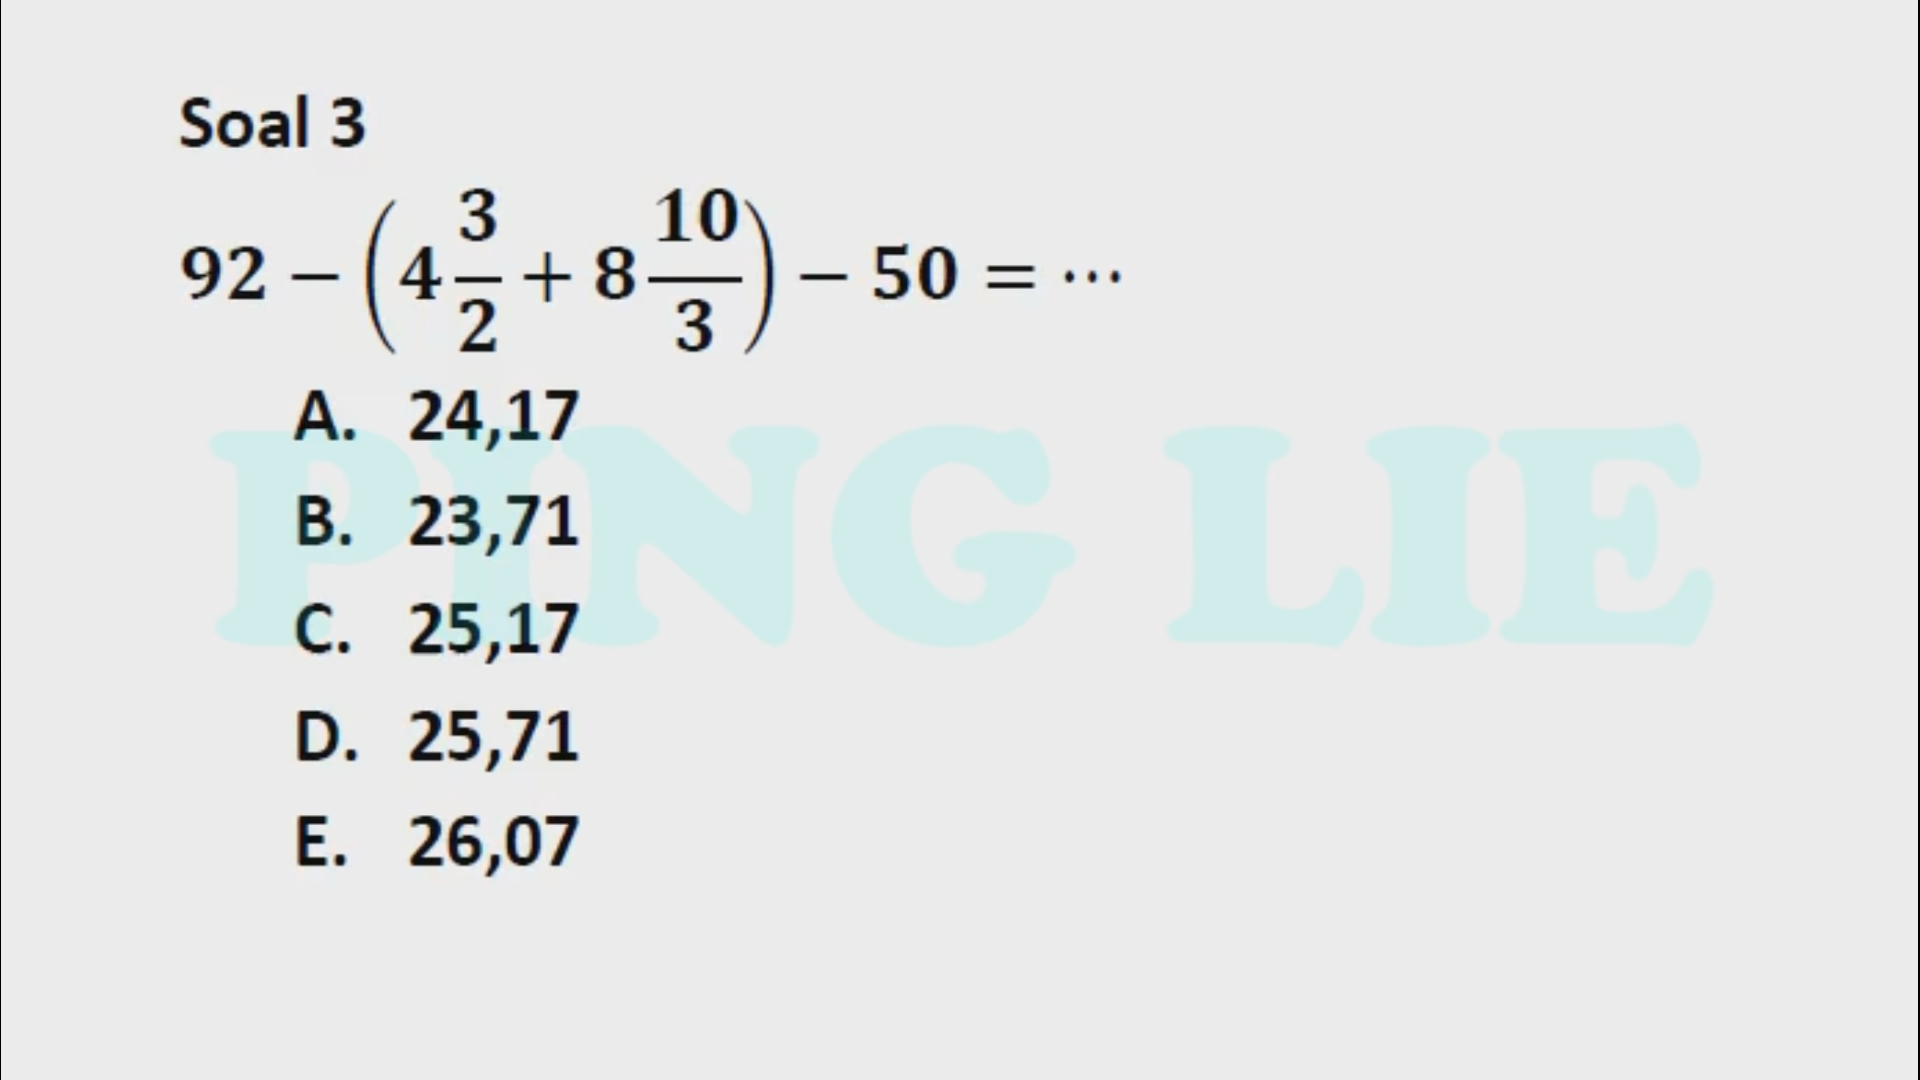 Soal 3
92 − (4 3/2 + 8 10/3) − 50 = ⋯
A. 24,17
B. 23,71
C. 25,17
D. 25,71
E. 26,07
PING LIE